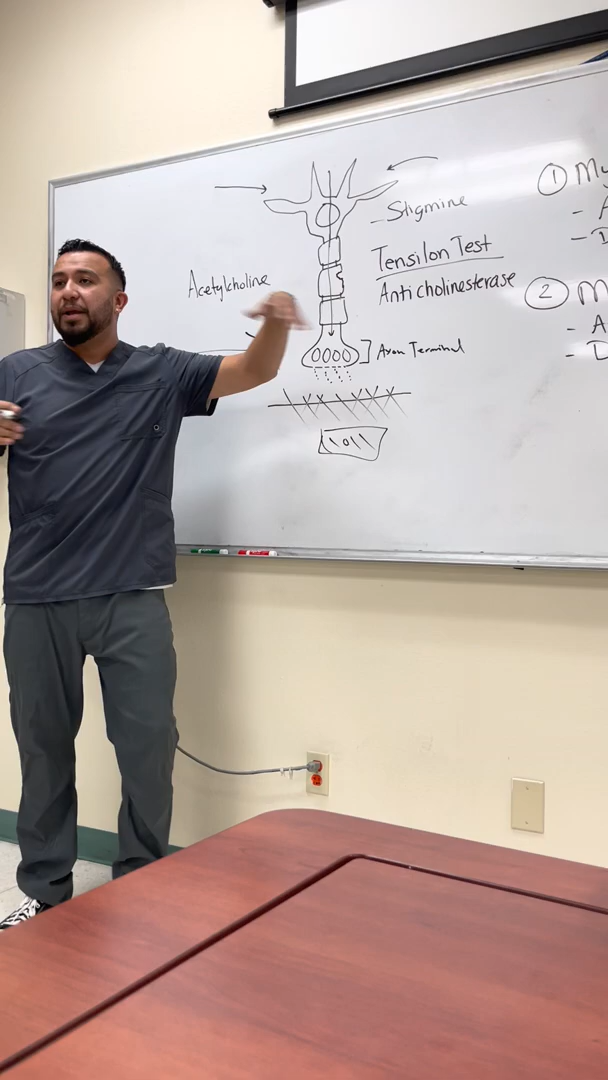 - Stigmine
Tensilon Test
Anticholinesterase
Acetylcholine
Axon Terminal
① My
- A
- D
② M
- A
- D